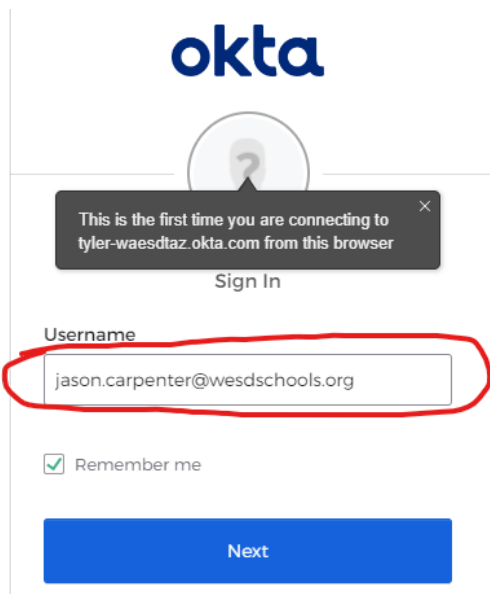 okta
?
This is the first time you are connecting to
tyler-waesdtaz.okta.com from this browser
Sign In
Username
jason.carpenter@wesdschools.org
Remember me
Next